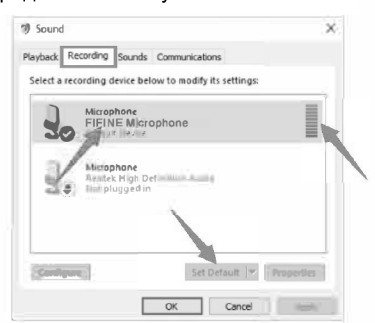 Sound
Playback Recording Sounds Communications
Select a recording device below to modify its settings:
Microphone
FIFINE Microphone
Microphone
Realtek High Definition Audio
Not plugged in
Configure Set Default Properties
OK Cancel Apply